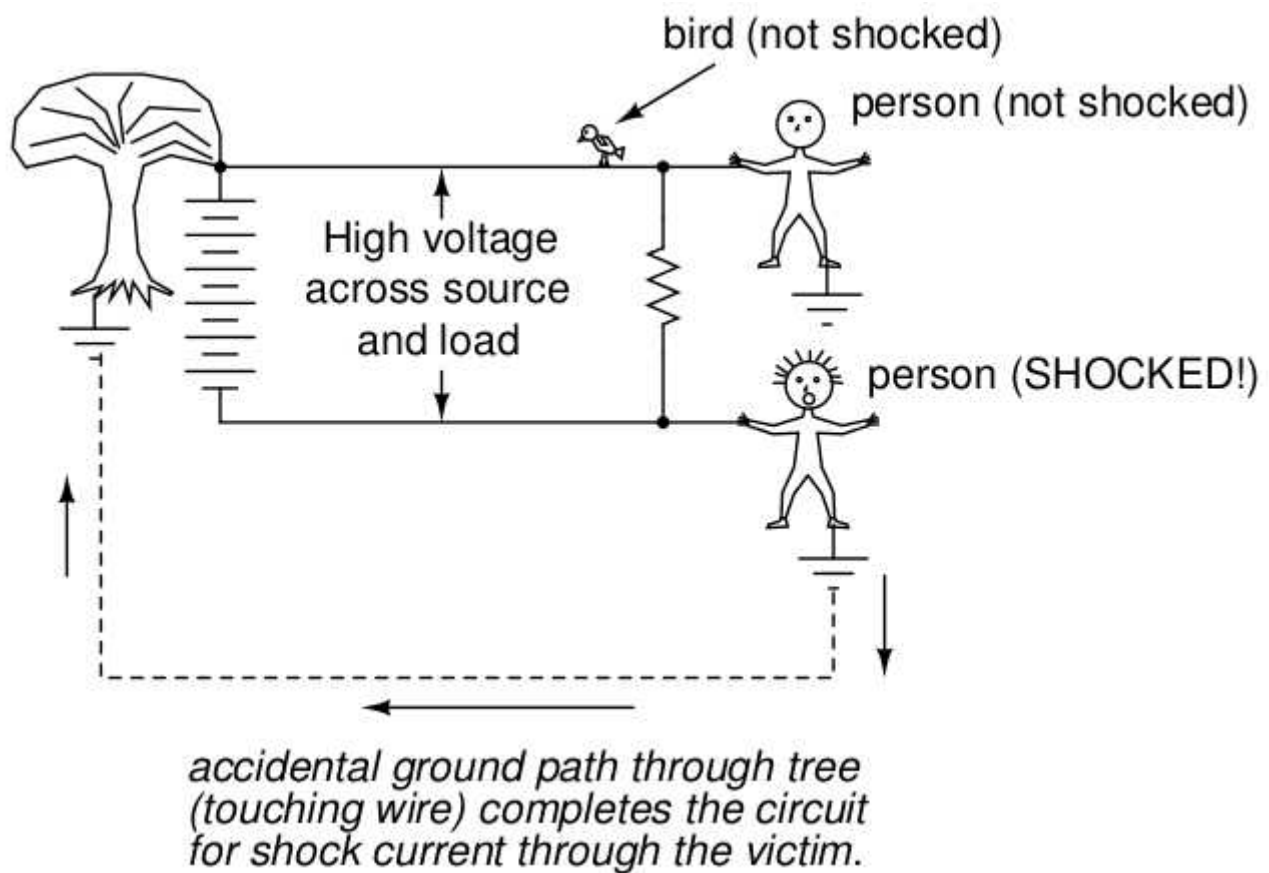 bird (not shocked)
person (not shocked)
High voltage
across source
and load
person (SHOCKED!)
accidental ground path through tree
(touching wire) completes the circuit
for shock current through the victim.